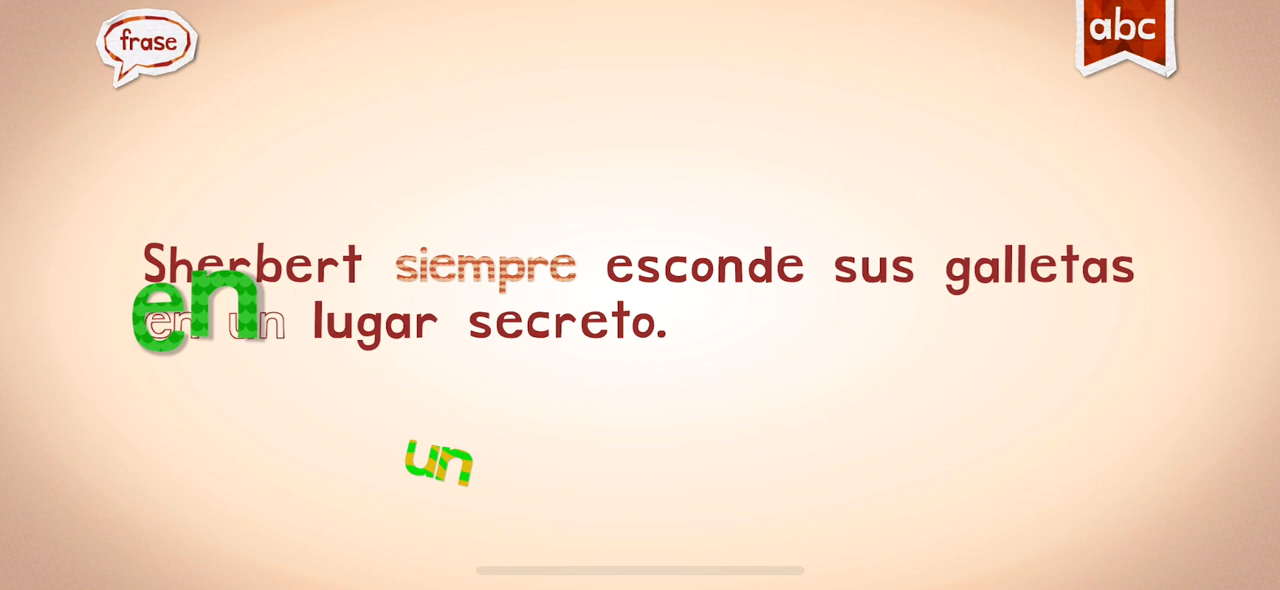 frase
abc
Sherbert siempre esconde sus galletas
en un lugar secreto.
en
un